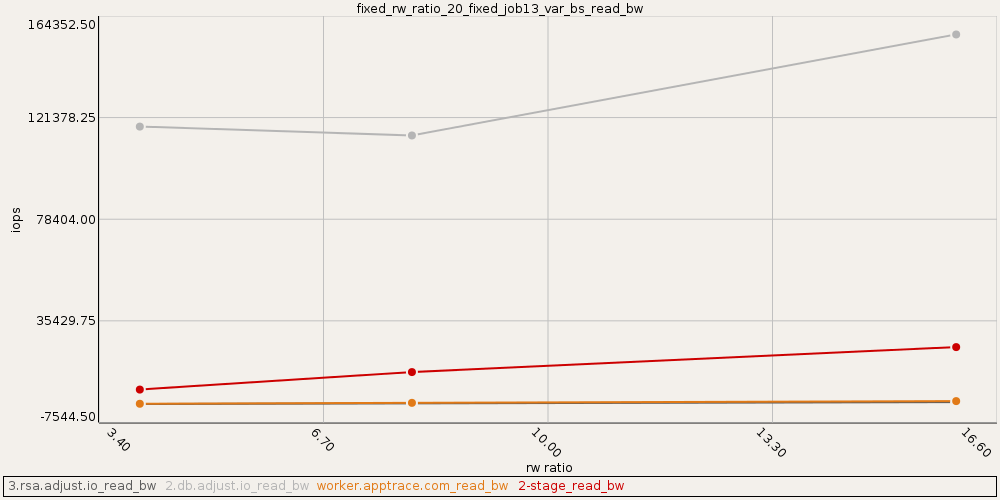 fixed_rw_ratio_20_fixed_job13_var_bs_read_bw
164352.50
121378.25
78404.00
35429.75
-7544.50
iops
3.40
6.70
10.00
13.30
16.60
rw ratio
3.rsa.adjust.io_read_bw 2.db.adjust.io_read_bw worker.apptrace.com_read_bw 2-stage_read_bw